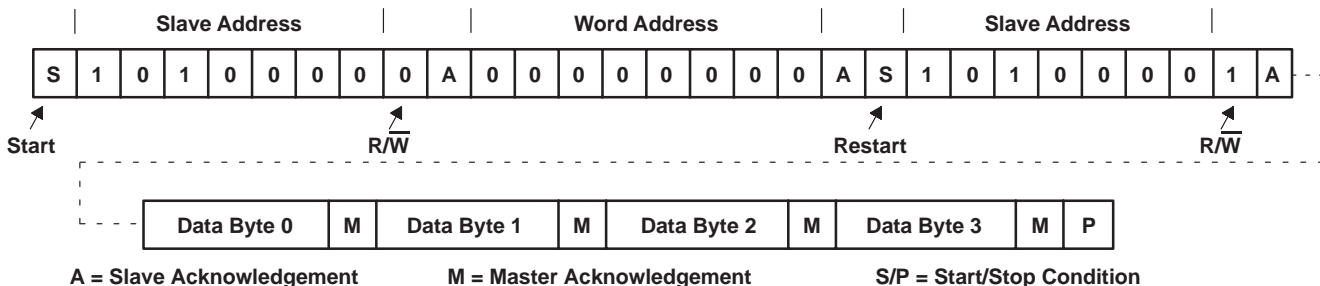 Slave Address Word Address Slave Address
S 1 0 1 0 0 0 0 0 A 0 0 0 0 0 0 0 0 A S 1 0 1 0 0 0 0 1 A
Start R/W̅ Restart R/W̅
Data Byte 0 M Data Byte 1 M Data Byte 2 M Data Byte 3 M P
A = Slave Acknowledgement M = Master Acknowledgement S/P = Start/Stop Condition